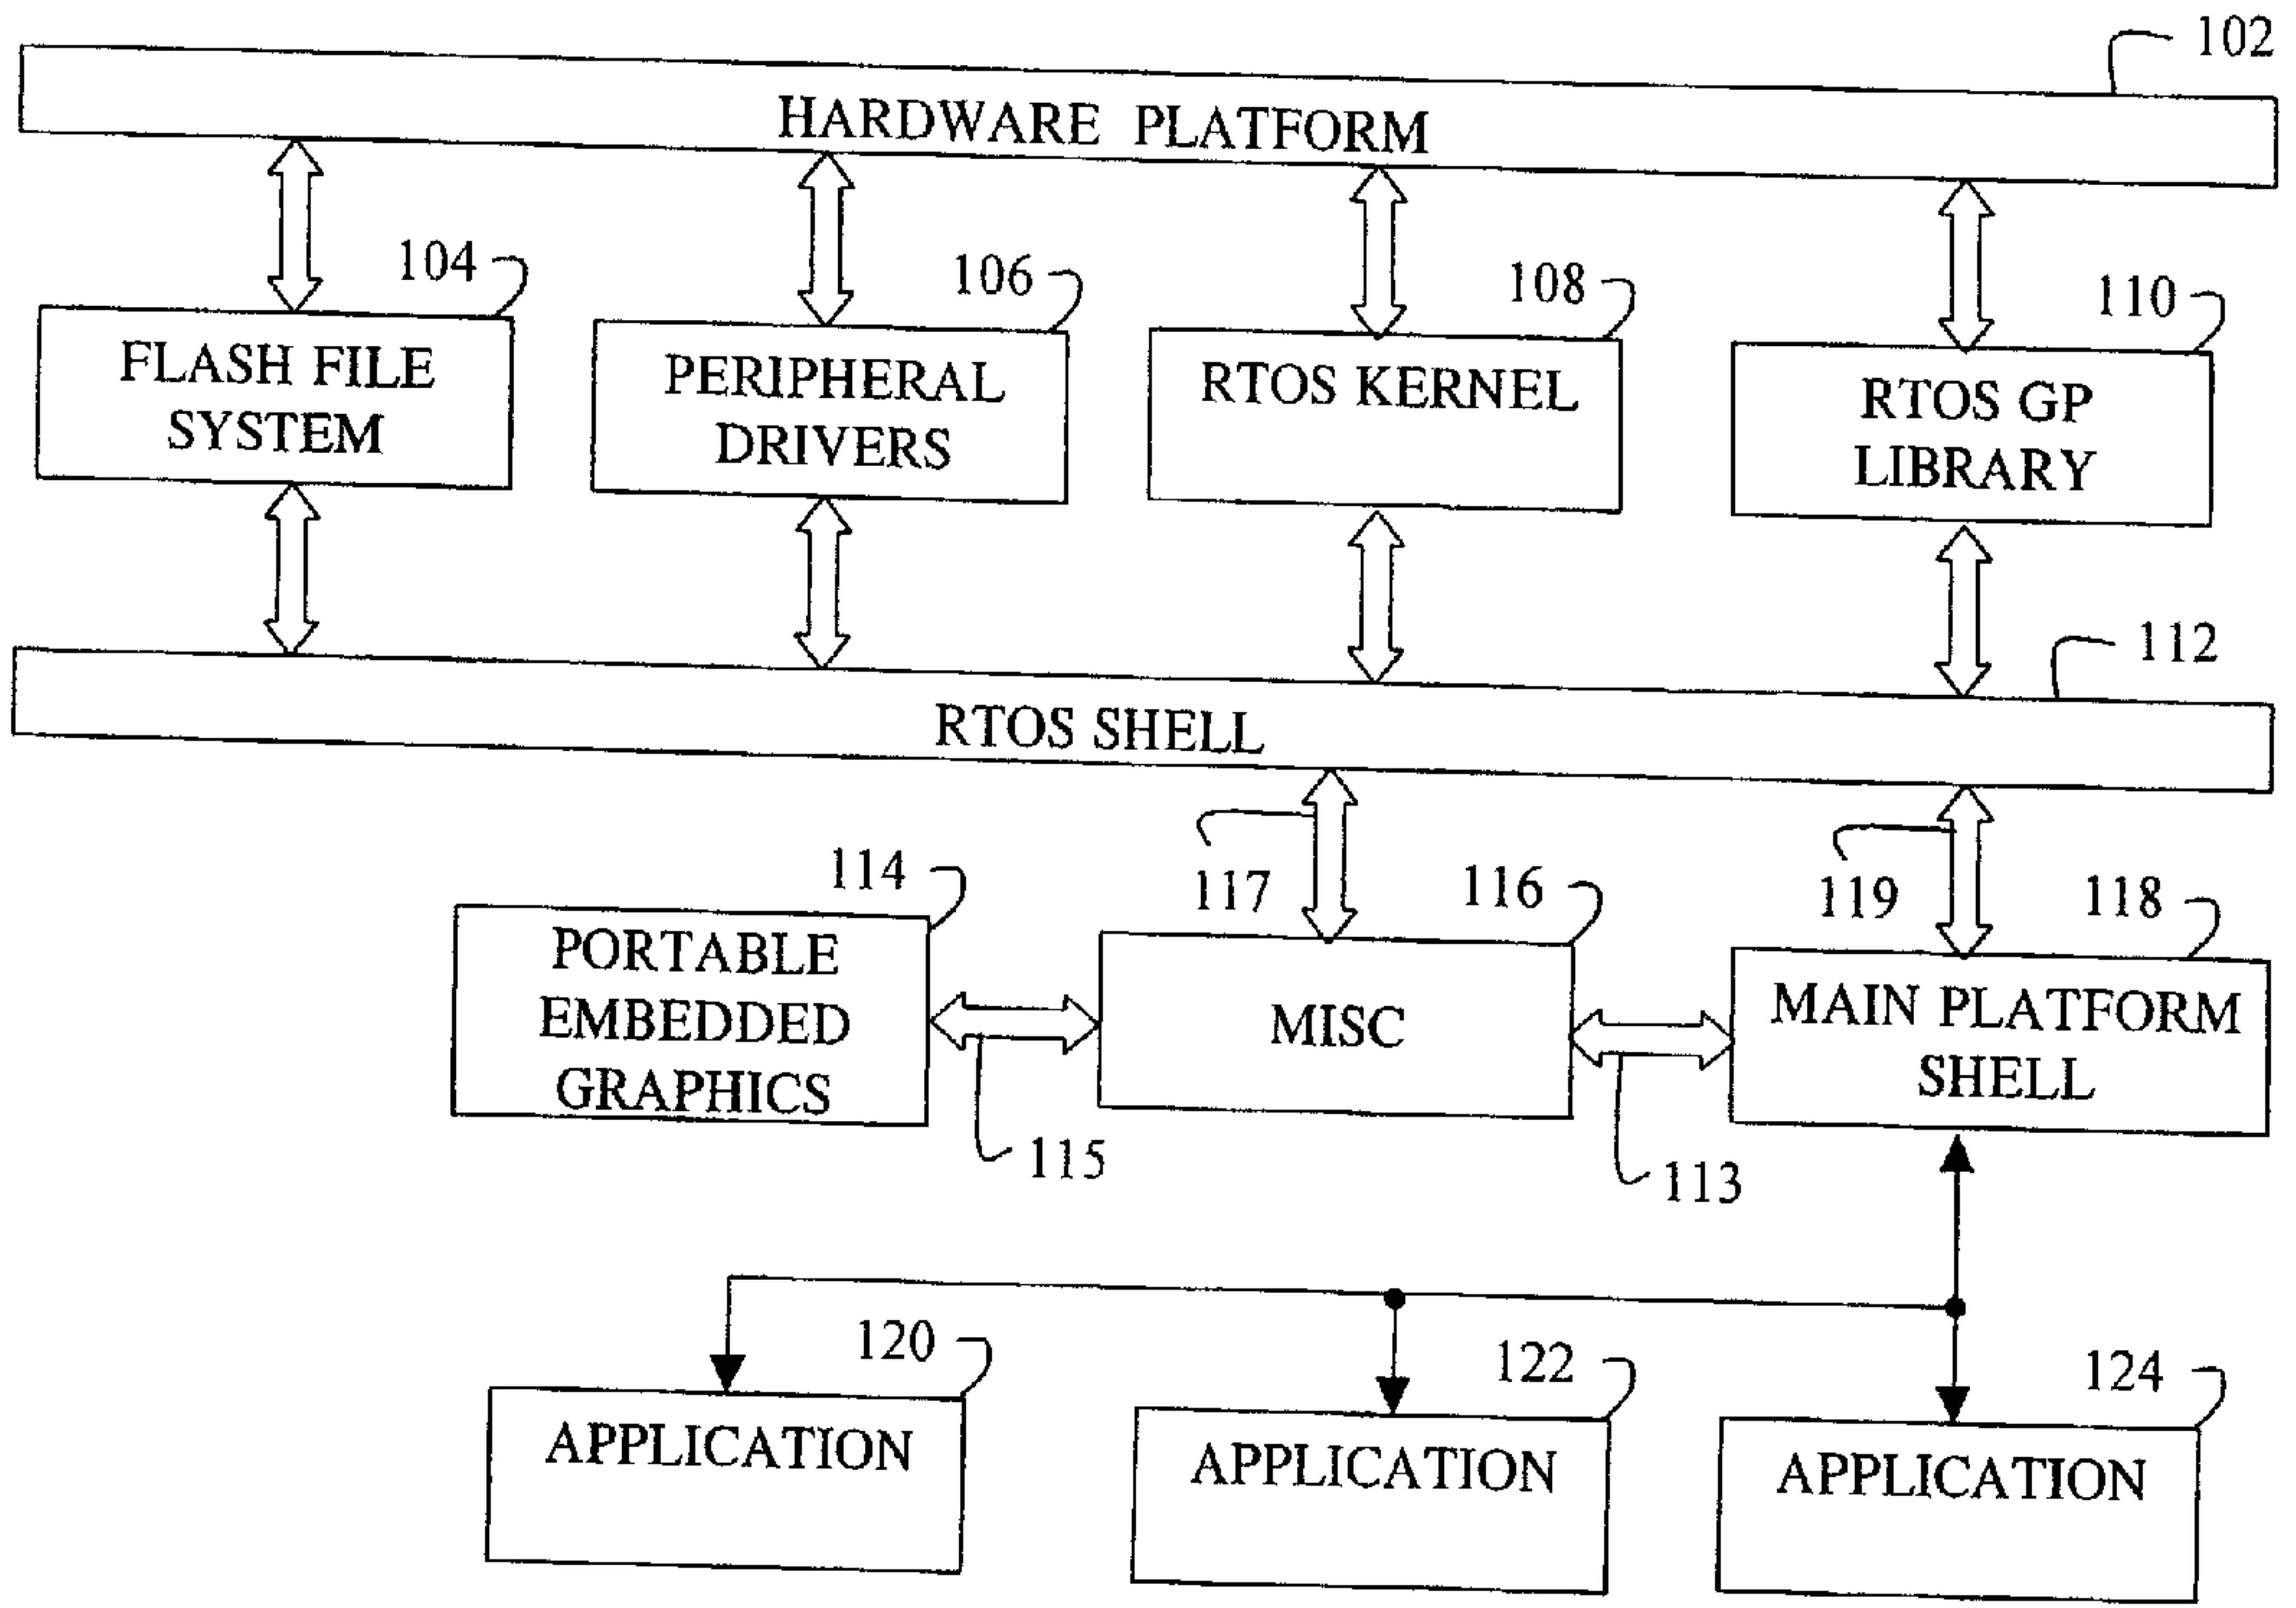 102
HARDWARE PLATFORM
104
106
108
110
FLASH FILE
SYSTEM
PERIPHERAL
DRIVERS
RTOS KERNEL
RTOS GP
LIBRARY
112
RTOS SHELL
117
119
114
116
118
PORTABLE
EMBEDDED
GRAPHICS
MISC
MAIN PLATFORM
SHELL
115
113
120
122
124
APPLICATION
APPLICATION
APPLICATION